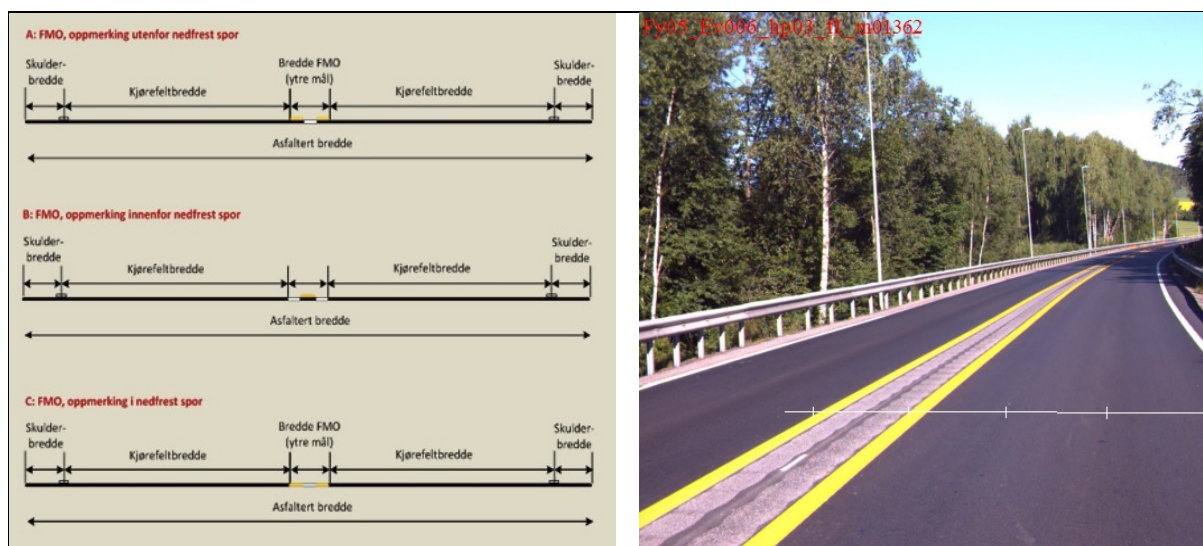 A: FMO, oppmerking utenfor nedfrest spor
Skulder-
bredde
Kjørefeltbredde
Bredde FMO
(ytre mål)
Kjørefeltbredde
Skulder-
bredde
Asfaltert bredde
B: FMO, oppmerking innenfor nedfrest spor
Skulder-
bredde
Kjørefeltbredde
Kjørefeltbredde
Skulder-
bredde
Asfaltert bredde
C: FMO, oppmerking i nedfrest spor
Skulder-
bredde
Kjørefeltbredde
Bredde FMO
(ytre mål)
Kjørefeltbredde
Skulder-
bredde
Asfaltert bredde
Fy05_Ev006_hp03_f1_m01362